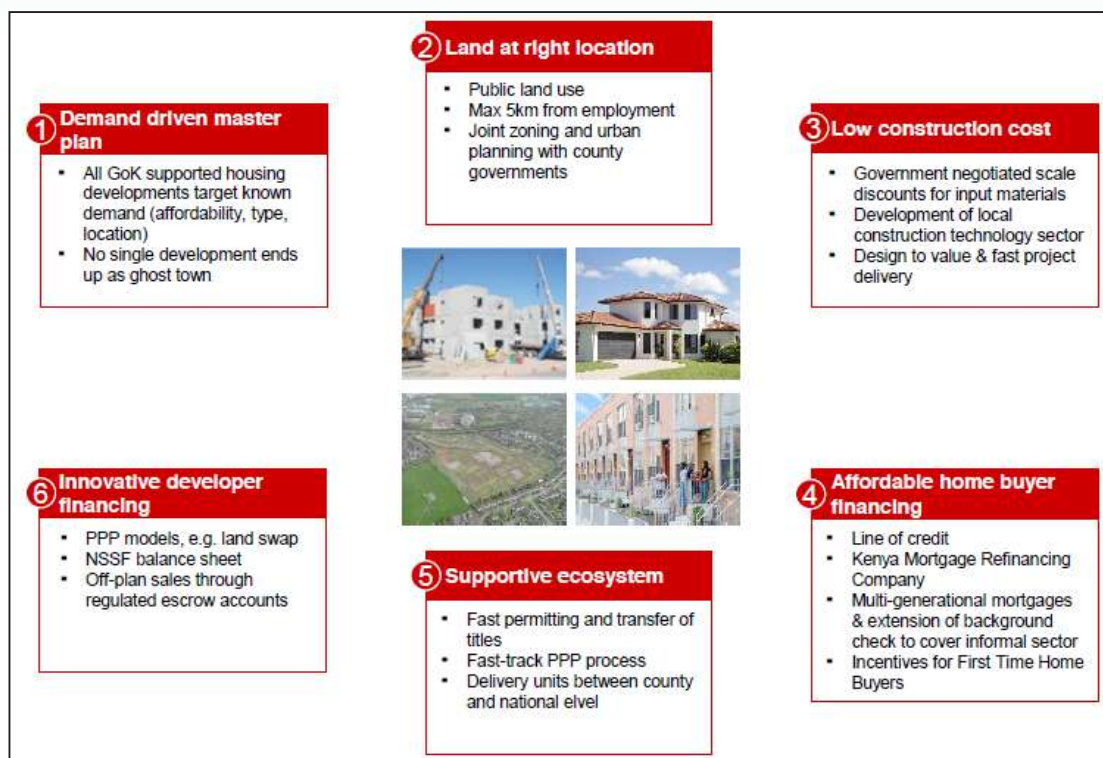 1 Demand driven master
plan
▪ All GoK supported housing
developments target known
demand (affordability, type,
location)
▪ No single development ends
up as ghost town
2 Land at right location
▪ Public land use
▪ Max 5km from employment
▪ Joint zoning and urban
planning with county
governments
3 Low construction cost
▪ Government negotiated scale
discounts for input materials
▪ Development of local
construction technology sector
▪ Design to value & fast project
delivery
4 Affordable home buyer
financing
▪ Line of credit
▪ Kenya Mortgage Refinancing
Company
▪ Multi-generational mortgages
& extension of background
check to cover informal sector
▪ Incentives for First Time Home
Buyers
5 Supportive ecosystem
▪ Fast permitting and transfer of
titles
▪ Fast-track PPP process
▪ Delivery units between county
and national elvel
6 Innovative developer
financing
▪ PPP models, e.g. land swap
▪ NSSF balance sheet
▪ Off-plan sales through
regulated escrow accounts